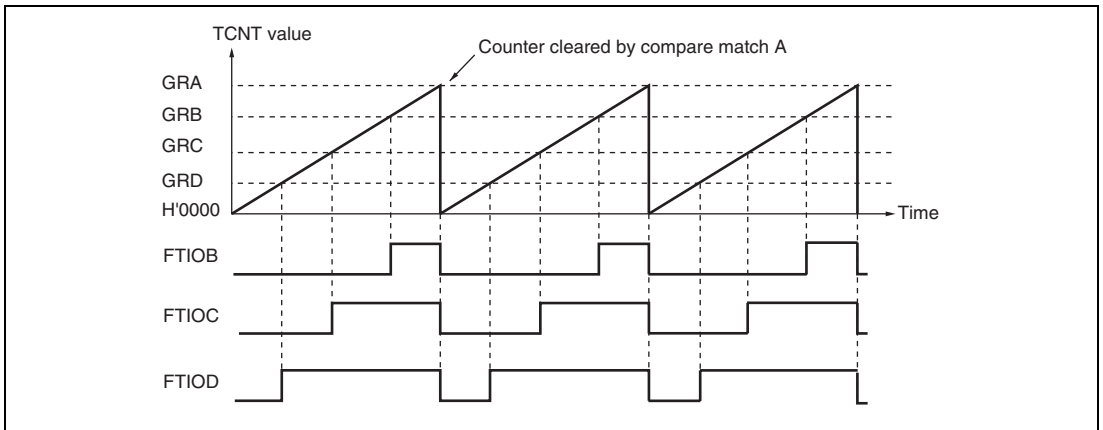 TCNT value
Counter cleared by compare match A
GRA
GRB
GRC
GRD
H'0000
Time
FTIOB
FTIOC
FTIOD